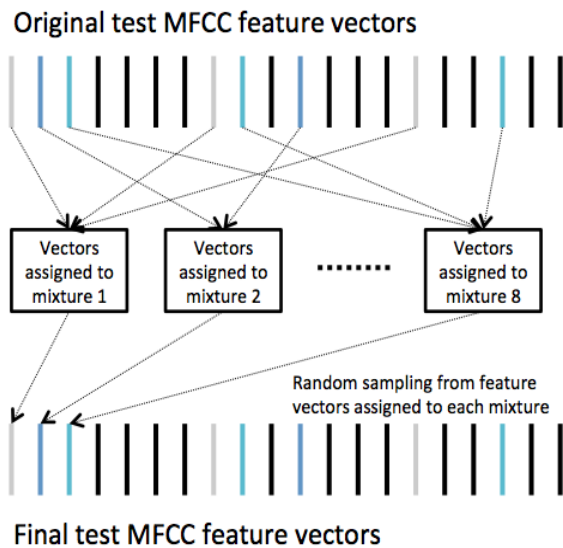 Original test MFCC feature vectors
Vectors
assigned to
mixture 1
Vectors
assigned to
mixture 2
Vectors
assigned to
mixture 8
Random sampling from feature
vectors assigned to each mixture
Final test MFCC feature vectors